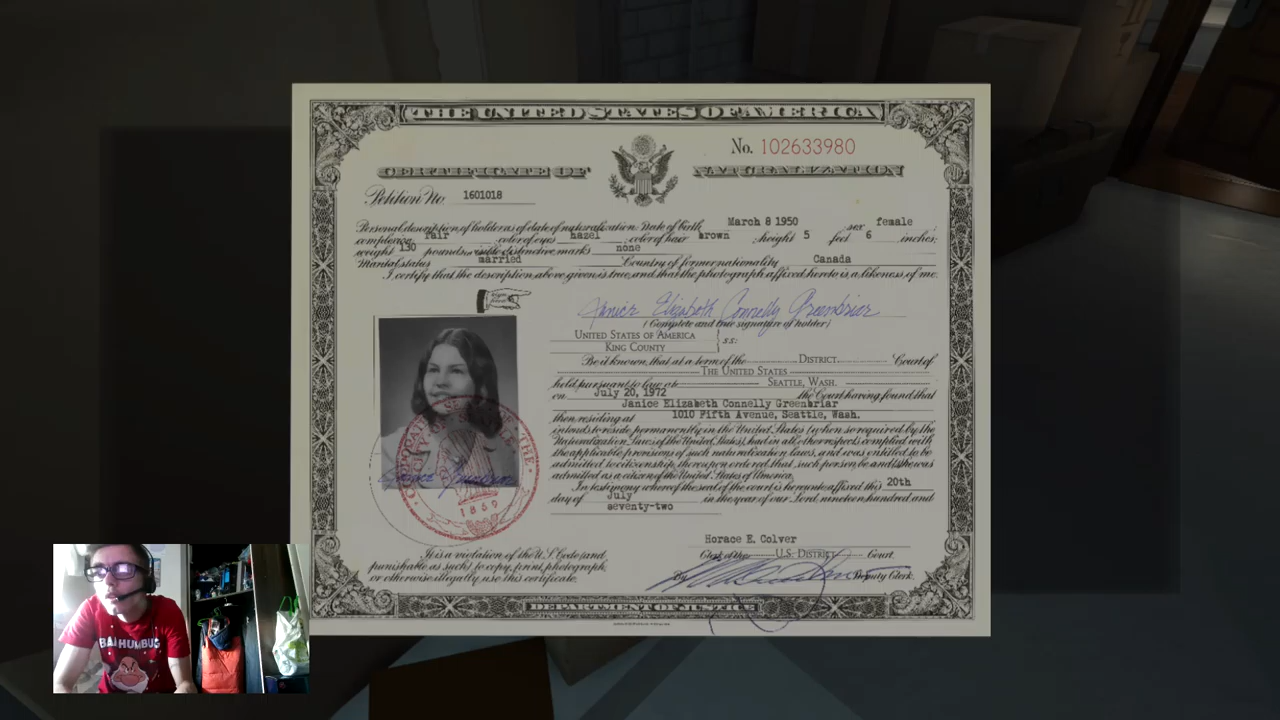 THE UNITED STATES OF AMERICA
No. 102633980
CERTIFICATE OF NATURALIZATION
Petition No. 1601018
Personal description of holder as of date of naturalization: Date of birth March 8 1950 sex female
complexion fair color of eyes hazel color of hair brown height 5 feet 6 inches;
weight 130 pounds; visible distinctive marks none
Marital status married Country of former nationality Canada
I certify that the description above given is true, and that the photograph affixed hereto is a likeness of me.
Janice Elizabeth Connelly Greenbriar
(Complete and true signature of holder)
UNITED STATES OF AMERICA
KING COUNTY
ss:
Be it known, that at a term of the DISTRICT. Court of
THE UNITED STATES
held pursuant to law at SEATTLE, WASH.
on July 20, 1972 the Court having found that
Janice Elizabeth Connelly Greenbriar
then residing at 1010 Fifth Avenue, Seattle, Wash.
intends to reside permanently in the United States (when so required by the
Naturalization Laws of the United States), had in all other respects complied with
the applicable provisions of such naturalization laws, and was entitled to be
admitted to citizenship, thereupon ordered that such person be and (s)he was
admitted as a citizen of the United States of America.
In testimony whereof the seal of the court is hereunto affixed this 20th
day of July in the year of our Lord nineteen hundred and
seventy-two
1869
Horace E. Colver
Clerk of the U.S. DISTRICT Court
By Deputy Clerk.
It is a violation of the U.S. Code (and
punishable as such) to copy, print, photograph,
or otherwise illegally use this certificate.
DEPARTMENT OF JUSTICE
BAH HUMBUG